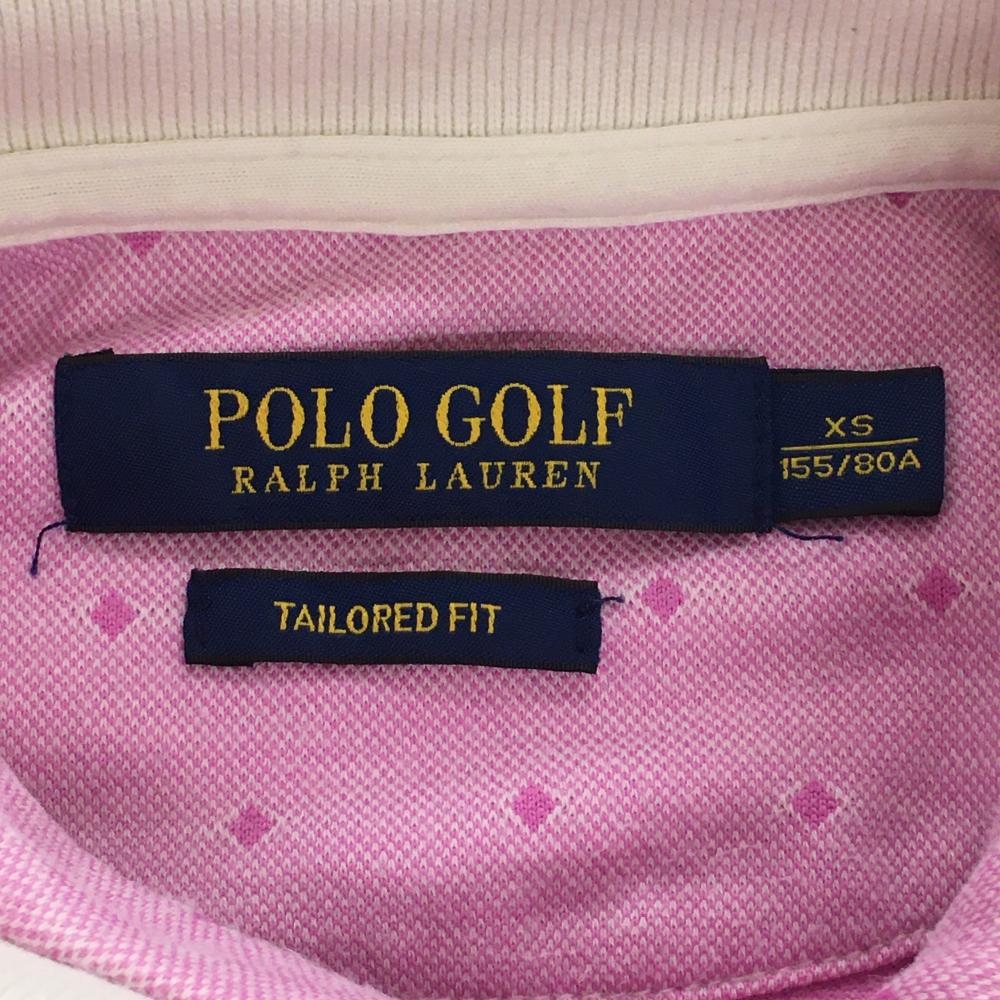 POLO GOLF
RALPH LAUREN
XS
155/80A
TAILORED FIT